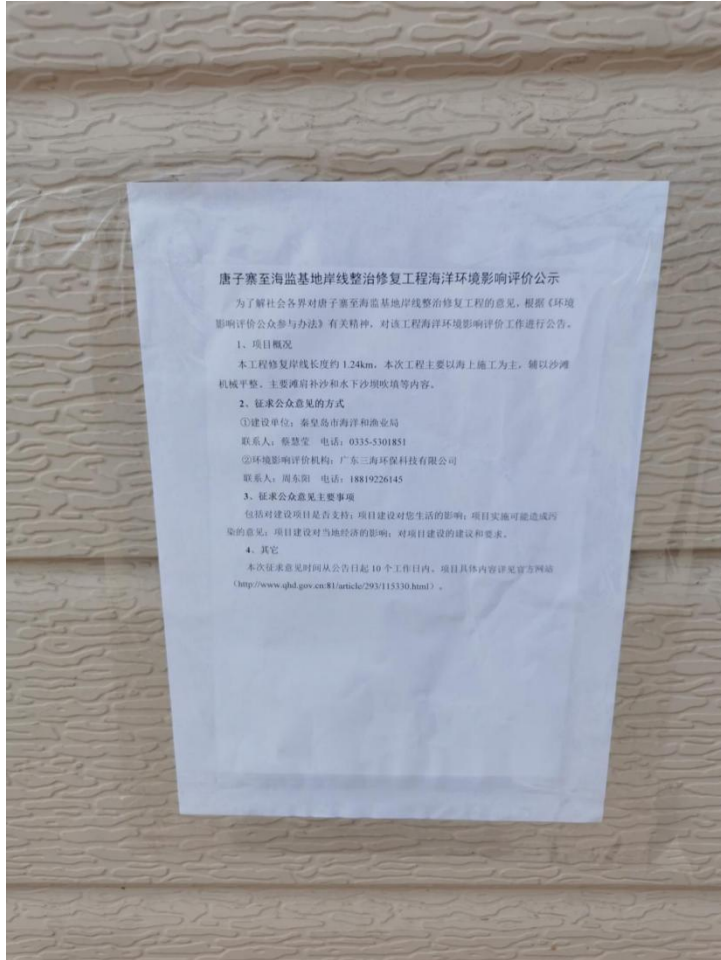 唐子寨至海监基地岸线整治修复工程海洋环境影响评价公示
为了解社会各界对唐子寨至海监基地岸线整治修复工程的意见，根据《环境
影响评价公众参与办法》有关精神，对该工程海洋环境影响评价工作进行公告。
1、项目概况
本工程修复岸线长度约 1.24km，本次工程主要以海上施工为主，辅以沙滩
机械平整。主要滩肩补沙和水下沙坝吹填等内容。
2、征求公众意见的方式
①建设单位：秦皇岛市海洋和渔业局
联系人：蔡慧莹 电话：0335-5301851
②环境影响评价机构：广东三海环保科技有限公司
联系人：周东阳 电话：18819226145
3、征求公众意见主要事项
包括对建设项目是否支持；项目建设对您生活的影响；项目实施可能造成污
染的意见；项目建设对当地经济的影响；对项目建设的建议和要求。
4、其它
本次征求意见时间从公告日起 10 个工作日内。项目具体内容详见官方网站
（http://www.qhd.gov.cn:81/article/293/115330.html）。